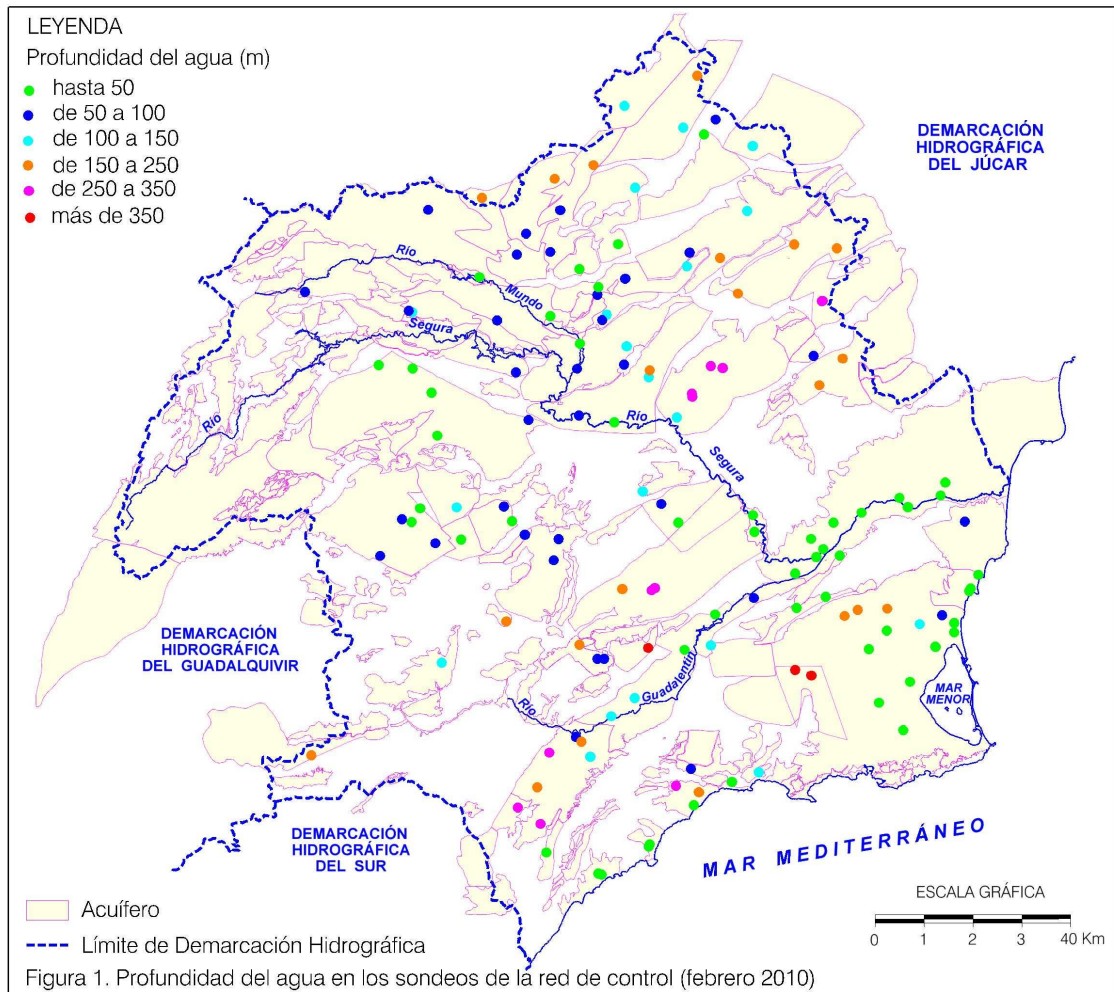 LEYENDA
Profundidad del agua (m)
hasta 50
de 50 a 100
de 100 a 150
de 150 a 250
de 250 a 350
más de 350
DEMARCACIÓN
HIDROGRÁFICA
DEL JÚCAR
Río
Mundo
Segura
Río
Río
Segura
DEMARCACIÓN
HIDROGRÁFICA
DEL GUADALQUIVIR
Guadalentín
Río
MAR
MENOR
DEMARCACIÓN
HIDROGRÁFICA
DEL SUR
MAR MEDITERRÁNEO
Acuífero
Límite de Demarcación Hidrográfica
ESCALA GRÁFICA
0 1 2 3 40 Km
Figura 1. Profundidad del agua en los sondeos de la red de control (febrero 2010)